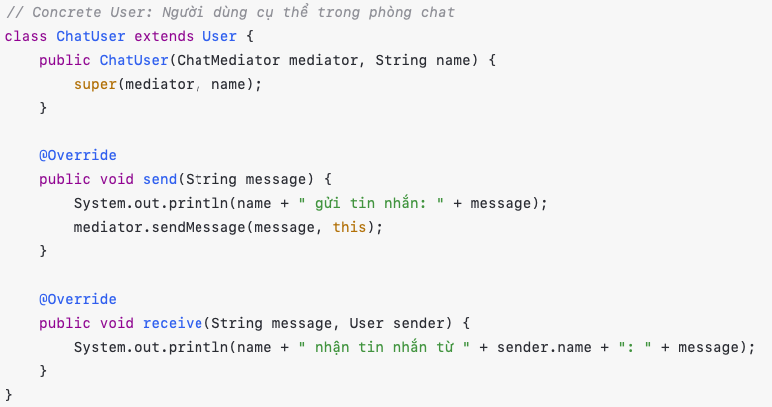 // Concrete User: Người dùng cụ thể trong phòng chat
class ChatUser extends User {
    public ChatUser(ChatMediator mediator, String name) {
        super(mediator, name);
    }

    @Override
    public void send(String message) {
        System.out.println(name + " gửi tin nhắn: " + message);
        mediator.sendMessage(message, this);
    }

    @Override
    public void receive(String message, User sender) {
        System.out.println(name + " nhận tin nhắn từ " + sender.name + ": " + message);
    }
}